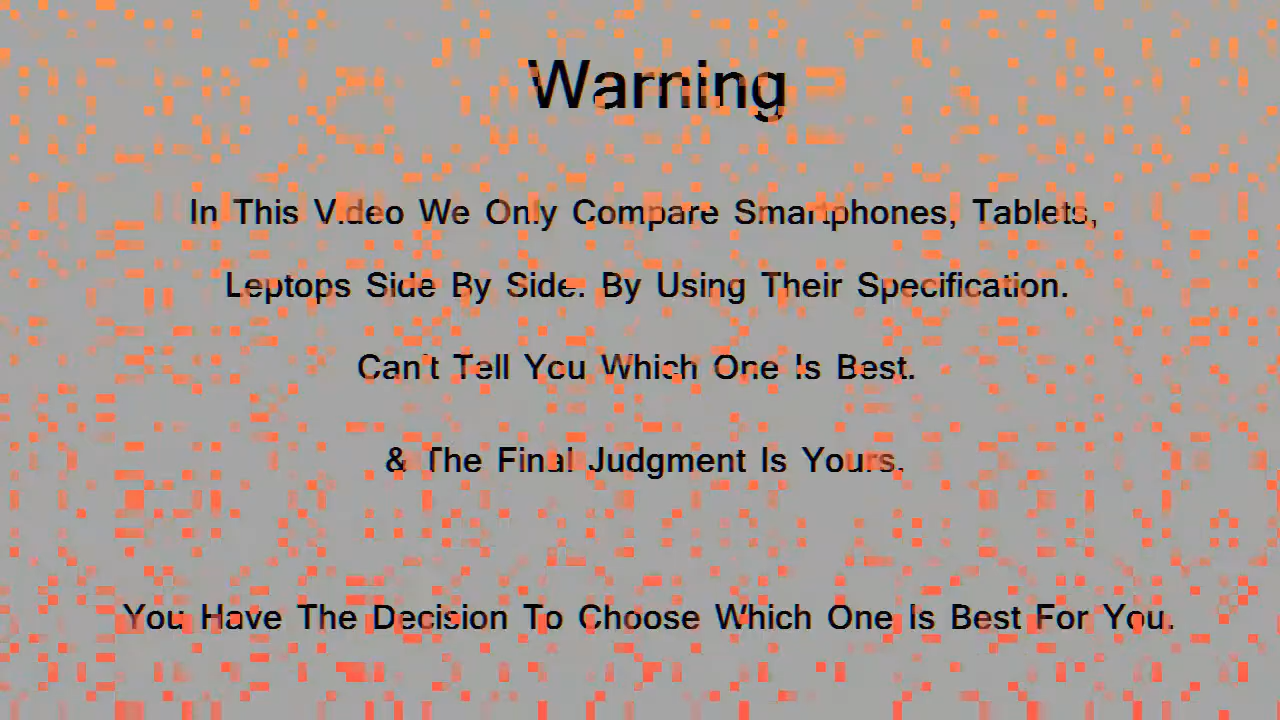 Warning
In This Video We Only Compare Smartphones, Tablets,
Leptops Side By Side. By Using Their Specification.
Can't Tell You Which One Is Best.
& The Final Judgment Is Yours.
You Have The Decision To Choose Which One Is Best For You.